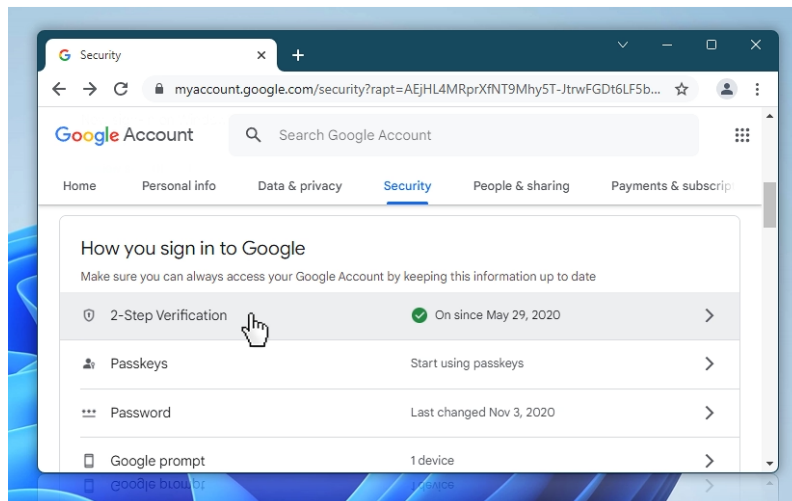 Security
myaccount.google.com/security?rapt=AEjHL4MRprXfNT9Mhy5T-JtrwFGDt6LF5b...
Google Account
Search Google Account
Home Personal info Data & privacy Security People & sharing Payments & subscrip
How you sign in to Google
Make sure you can always access your Google Account by keeping this information up to date
2-Step Verification On since May 29, 2020
Passkeys Start using passkeys
Password Last changed Nov 3, 2020
Google prompt 1 device